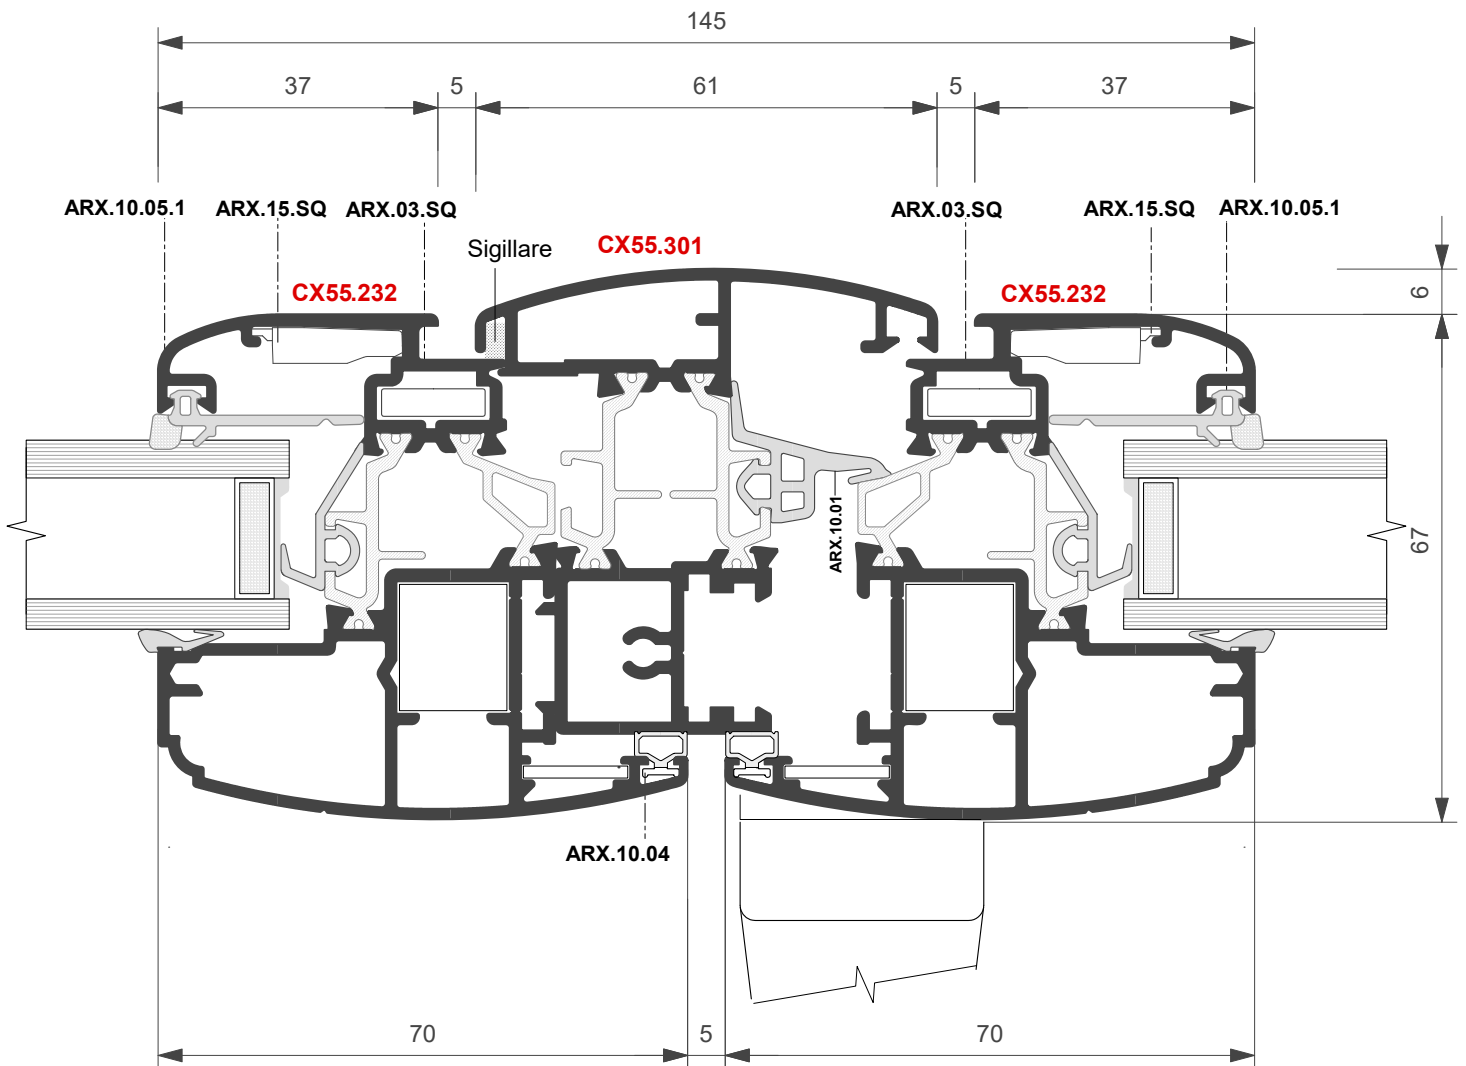 145
37 5 61 5 37
ARX.10.05.1 ARX.15.SQ ARX.03.SQ ARX.03.SQ ARX.15.SQ ARX.10.05.1
Sigillare CX55.301
CX55.232 CX55.232
6
67
ARX.10.01
ARX.10.04
70 5 70